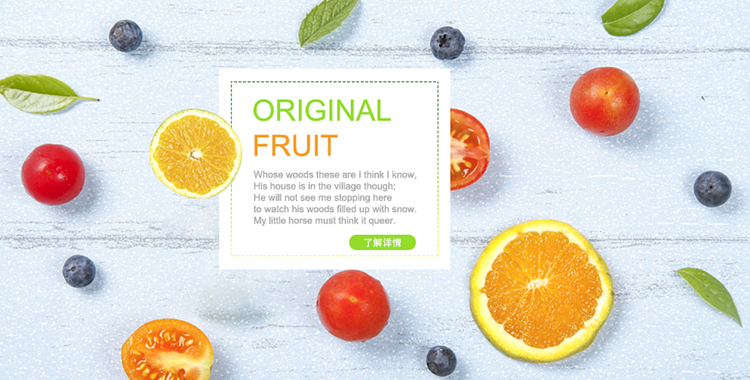 ORIGINAL
FRUIT
Whose woods these are I think I know,
His house is in the village though;
He will not see me stopping here
to watch his woods filled up with snow.
My little horse must think it queer.
了解详情